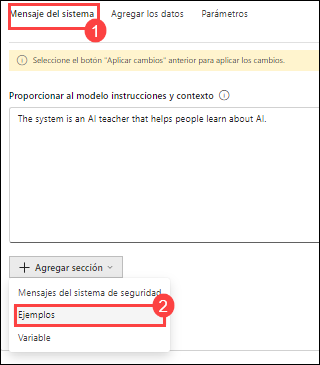 Mensaje del sistema Agregar los datos Parámetros
1
Seleccione el botón "Aplicar cambios" anterior para aplicar los cambios.
Proporcionar al modelo instrucciones y contexto
The system is an AI teacher that helps people learn about AI.
+ Agregar sección
Mensajes del sistema de seguridad
2
Ejemplos
Variable